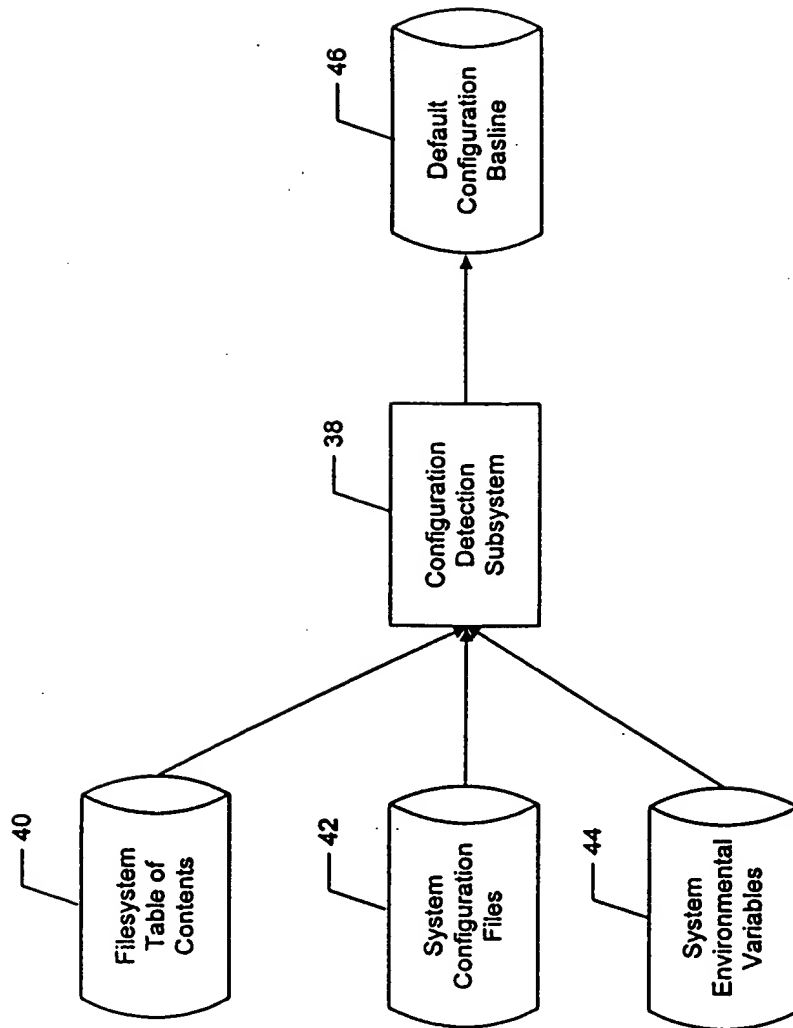 40
Filesystem
Table of
Contents
42
System
Configuration
Files
44
System
Environmental
Variables
38
Configuration
Detection
Subsystem
46
Default
Configuration
Basline